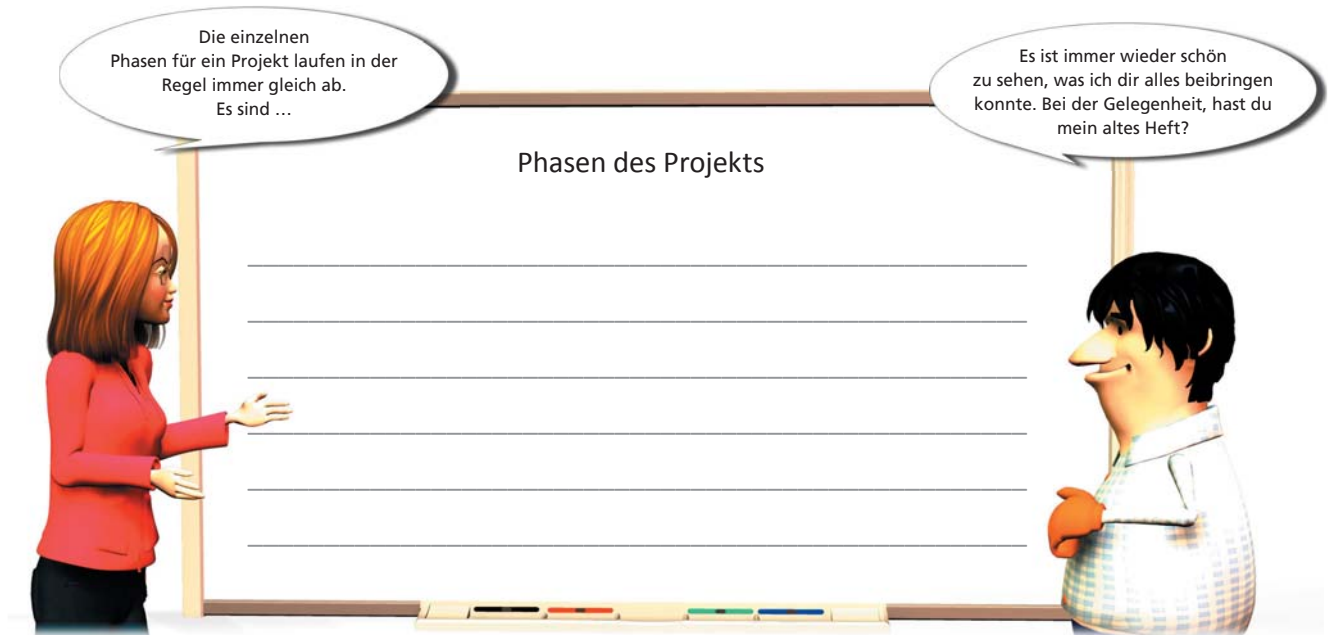 Die einzelnen
Phasen für ein Projekt laufen in der
Regel immer gleich ab.
Es sind …
Es ist immer wieder schön
zu sehen, was ich dir alles beibringen
konnte. Bei der Gelegenheit, hast du
mein altes Heft?
Phasen des Projekts